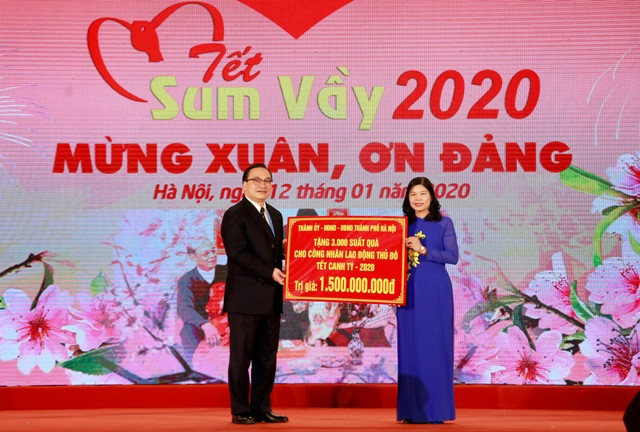 Tết
Sum Vầy 2020
MỪNG XUÂN, ƠN ĐẢNG
Hà Nội, ngày 12 tháng 01 năm 2020
THÀNH ỦY - HĐND - UBND THÀNH PHỐ HÀ NỘI
TẶNG 3.000 SUẤT QUÀ
CHO CÔNG NHÂN LAO ĐỘNG THỦ ĐÔ
TẾT CANH TÝ - 2020
Trị giá: 1.500.000.000đ